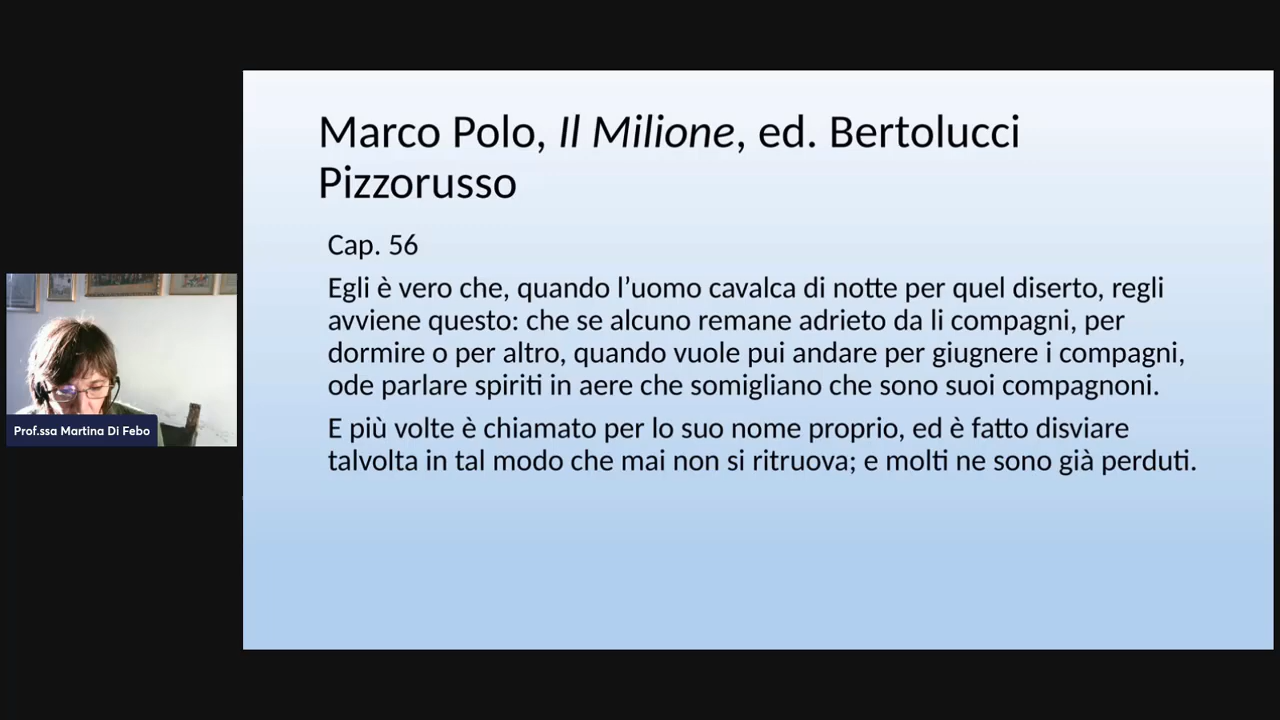 Marco Polo, Il Milione, ed. Bertolucci
Pizzorusso
Cap. 56
Egli è vero che, quando l’uomo cavalca di notte per quel diserto, regli
avviene questo: che se alcuno remane adrieto da li compagni, per
dormire o per altro, quando vuole pui andare per giugnere i compagni,
ode parlare spiriti in aere che somigliano che sono suoi compagnoni.
E più volte è chiamato per lo suo nome proprio, ed è fatto disviare
talvolta in tal modo che mai non si ritruova; e molti ne sono già perduti.
Prof.ssa Martina Di Febo